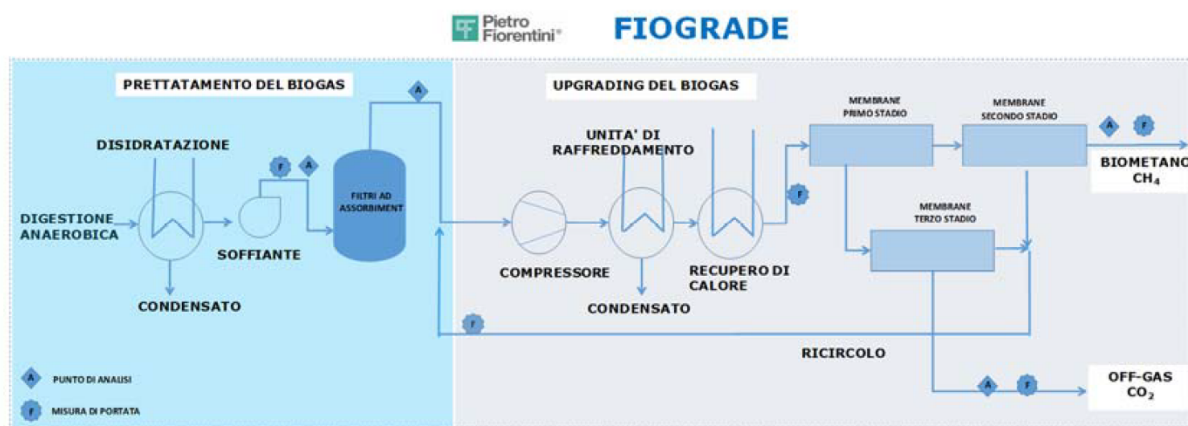 Pietro
Fiorentini®
FIOGRADE
PRETTATAMENTO DEL BIOGAS
UPGRADING DEL BIOGAS
A
DISIDRATAZIONE
F
A
DIGESTIONE
ANAEROBICA
SOFFIANTE
CONDENSATO
FILTRI AD
ASSORBIMENT
UNITA' DI
RAFFREDDAMENTO
COMPRESSORE
CONDENSATO
RECUPERO DI
CALORE
F
MEMBRANE
PRIMO STADIO
MEMBRANE
SECONDO STADIO
A
F
BIOMETANO
CH₄
MEMBRANE
TERZO STADIO
F
RICIRCOLO
A
F
OFF-GAS
CO₂
A PUNTO DI ANALISI
F MISURA DI PORTATA